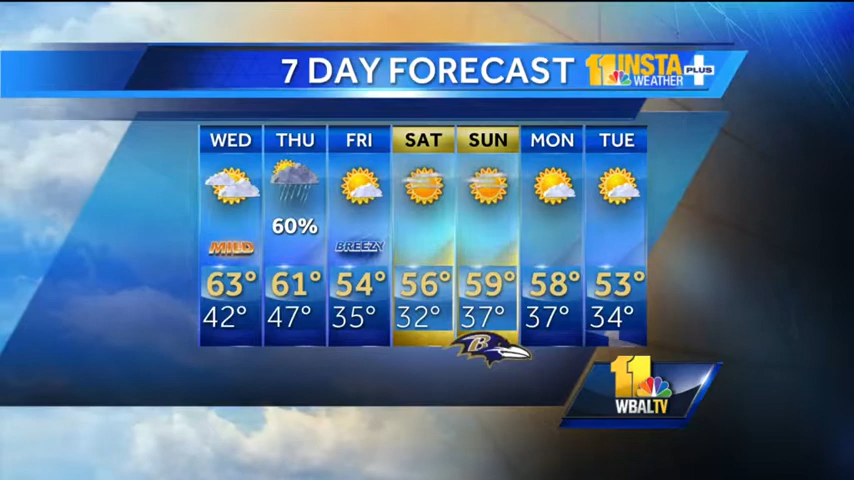 7 DAY FORECAST 11 INSTA WEATHER PLUS
WED THU FRI SAT SUN MON TUE
60%
MILD BREEZY
63° 61° 54° 56° 59° 58° 53°
42° 47° 35° 32° 37° 37° 34°
B
11
WBALTV